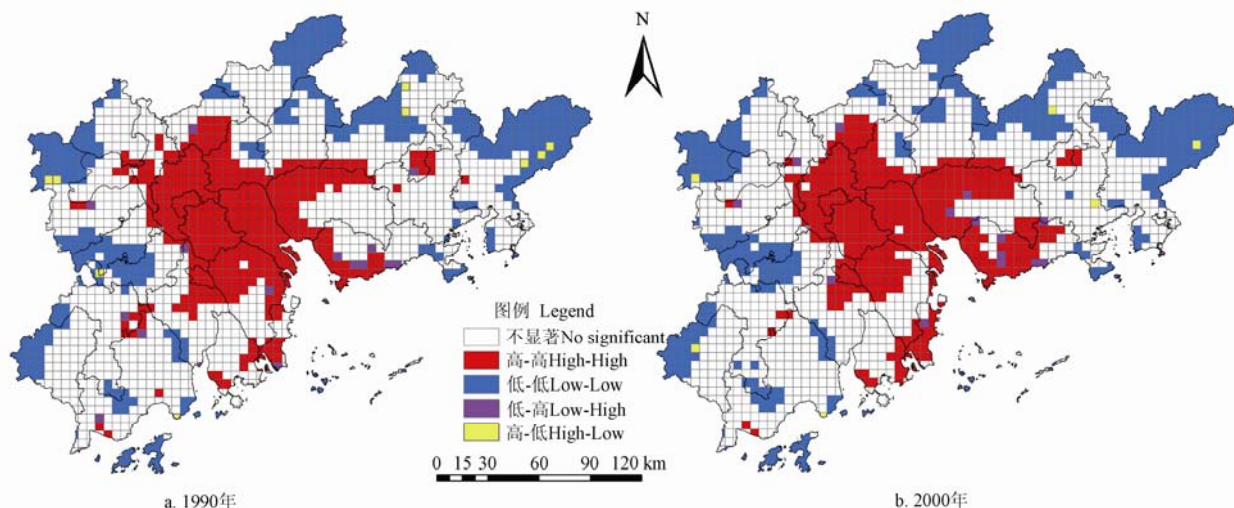 N
图例 Legend
不显著No significant
高-高High-High
低-低Low-Low
低-高Low-High
高-低High-Low
0 15 30 60 90 120 km
a. 1990年
b. 2000年